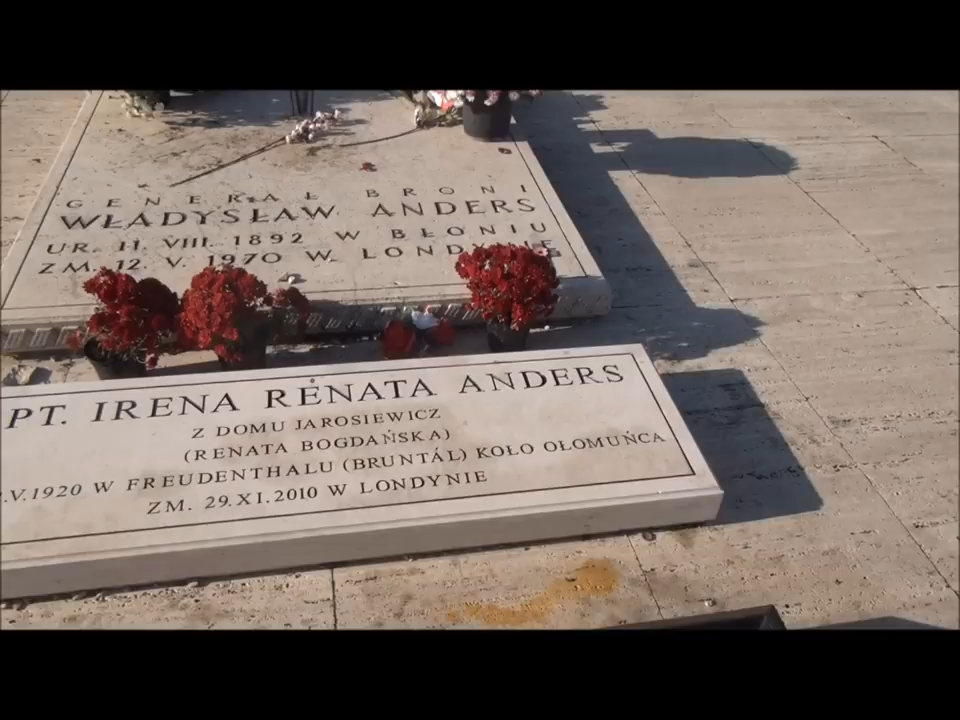 GENERAŁ BRONI
WŁADYSŁAW ANDERS
UR. 11 VIII 1892 W BŁONIU
ZM. 12 V. 1970 W LONDYNIE
PT. IRENA RENATA ANDERS
Z DOMU JAROSIEWICZ
(RENATA BOGDAŃSKA)
.V.1920 W FREUDENTHALU (BRUNTÁL) KOŁO OŁOMUŃCA
ZM. 29.XI.2010 W LONDYNIE